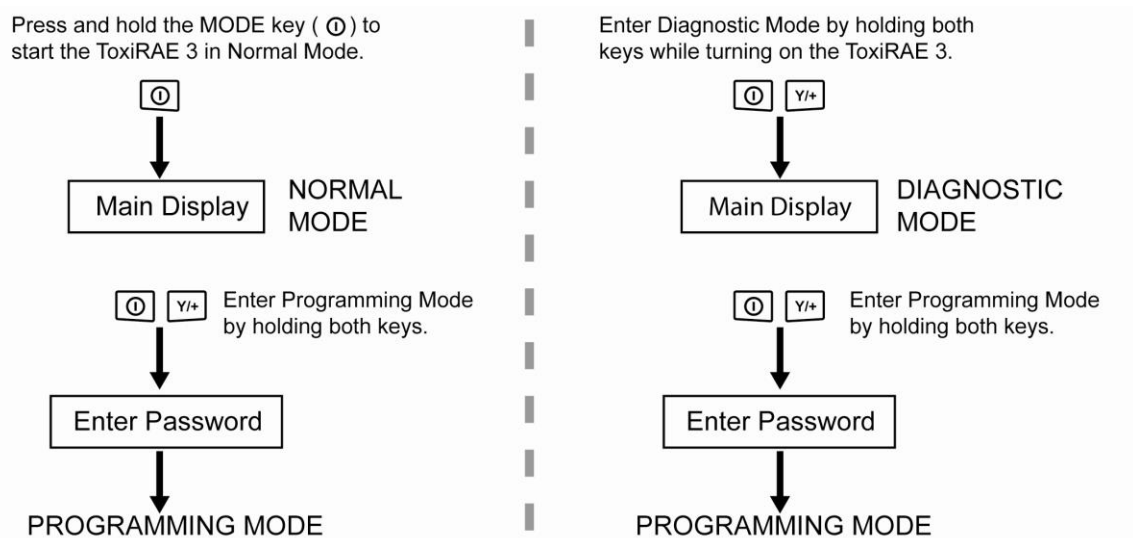 Press and hold the MODE key ( ⏼ ) to
start the ToxiRAE 3 in Normal Mode.
Y/+
Main Display
NORMAL
MODE
Y/+
Enter Programming Mode
by holding both keys.
Enter Password
PROGRAMMING MODE
Enter Diagnostic Mode by holding both
keys while turning on the ToxiRAE 3.
Y/+
Main Display
DIAGNOSTIC
MODE
Y/+
Enter Programming Mode
by holding both keys.
Enter Password
PROGRAMMING MODE